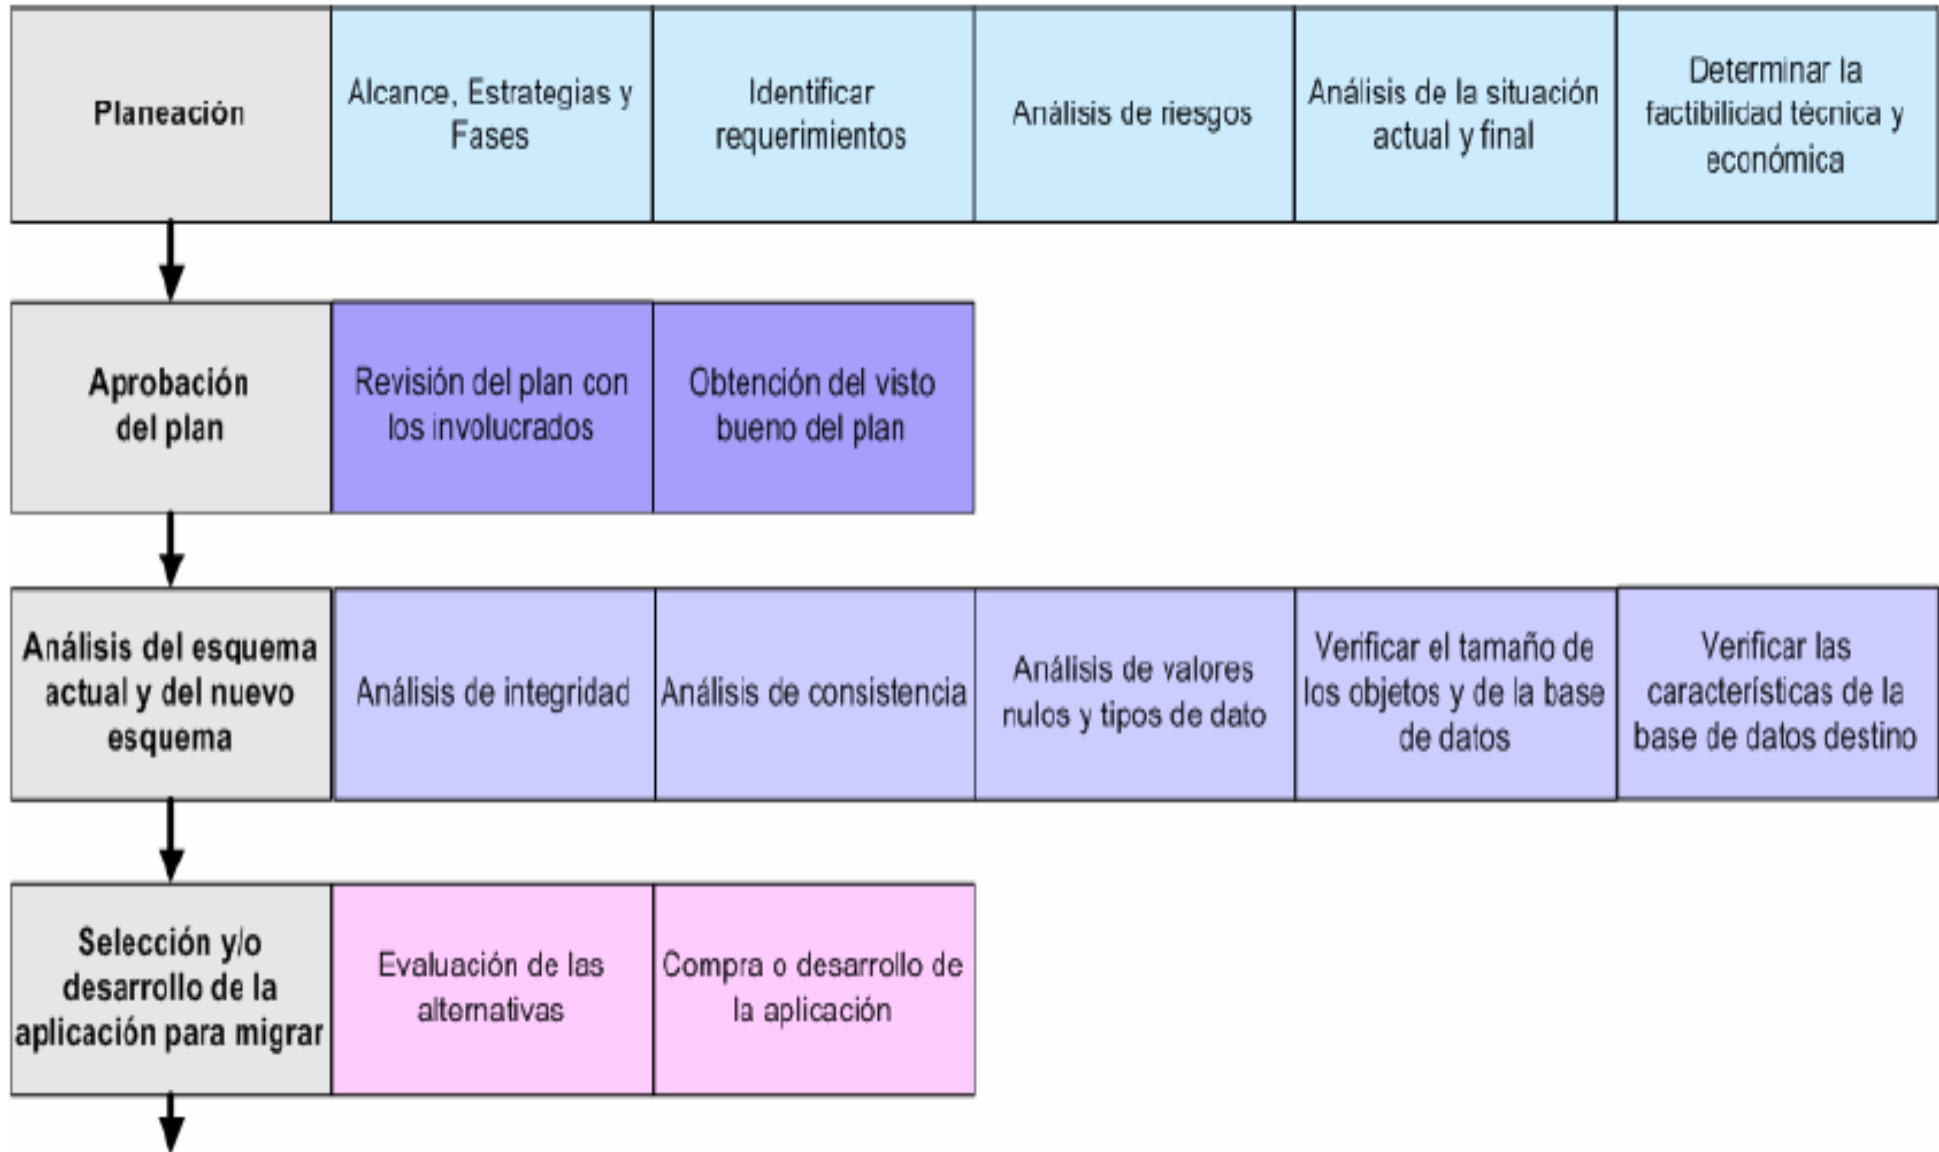 Planeación
Alcance, Estrategias y
Fases
Identificar
requerimientos
Análisis de riesgos
Análisis de la situación
actual y final
Determinar la
factibilidad técnica y
económica
Aprobación
del plan
Revisión del plan con
los involucrados
Obtención del visto
bueno del plan
Análisis del esquema
actual y del nuevo
esquema
Análisis de integridad
Análisis de consistencia
Análisis de valores
nulos y tipos de dato
Verificar el tamaño de
los objetos y de la base
de datos
Verificar las
características de la
base de datos destino
Selección y/o
desarrollo de la
aplicación para migrar
Evaluación de las
alternativas
Compra o desarrollo de
la aplicación